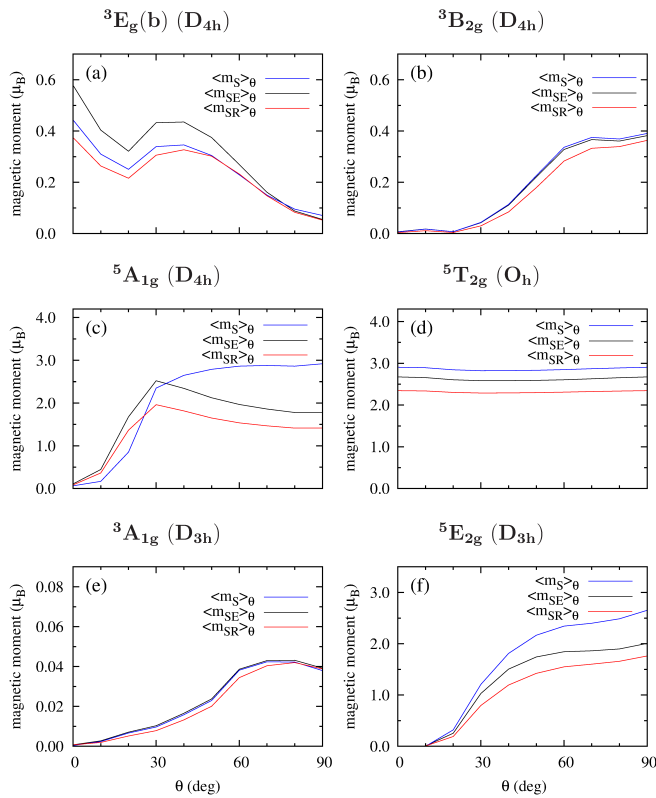 ³E_g(b) (D_4h)
³B_2g (D_4h)
(a)
<m_S>_θ
<m_SE>_θ
<m_SR>_θ
magnetic moment (μ_B)
0.6
0.4
0.2
0.0
(b)
<m_S>_θ
<m_SE>_θ
<m_SR>_θ
magnetic moment (μ_B)
0.6
0.4
0.2
0.0
⁵A_1g (D_4h)
⁵T_2g (O_h)
(c)
<m_S>_θ
<m_SE>_θ
<m_SR>_θ
magnetic moment (μ_B)
4.0
3.0
2.0
1.0
0.0
(d)
<m_S>_θ
<m_SE>_θ
<m_SR>_θ
magnetic moment (μ_B)
4.0
3.0
2.0
1.0
0.0
³A_1g (D_3h)
⁵E_2g (D_3h)
(e)
<m_S>_θ
<m_SE>_θ
<m_SR>_θ
magnetic moment (μ_B)
0.08
0.06
0.04
0.02
0.00
0 30 60 90
θ (deg)
(f)
<m_S>_θ
<m_SE>_θ
<m_SR>_θ
magnetic moment (μ_B)
3.0
2.0
1.0
0.0
0 30 60 90
θ (deg)